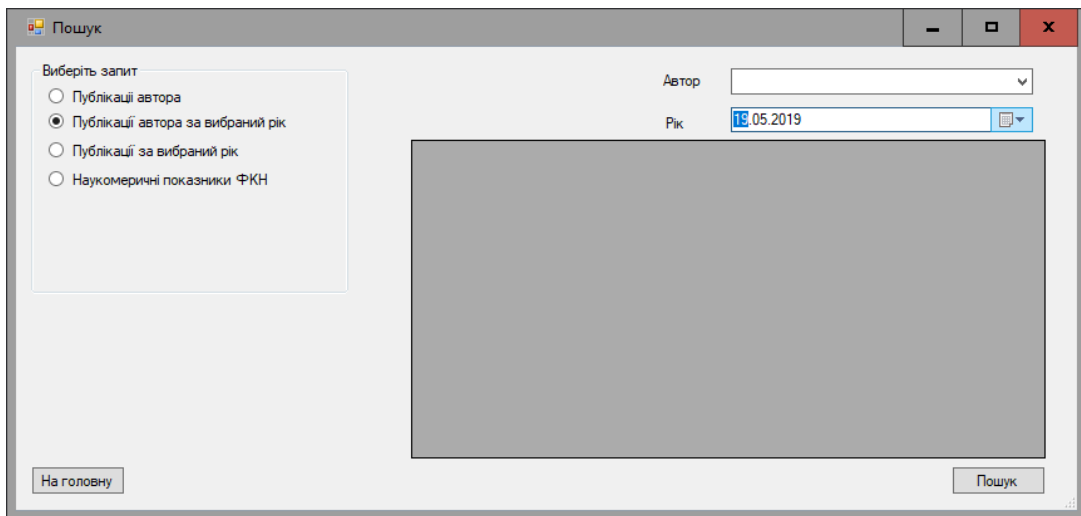 Пошук
Виберіть запит
Публікаціі автора
Публікації автора за вибраний рік
Публікації за вибраний рік
Наукомеричні показники ФКН
Автор
Рік 19.05.2019
На головну
Пошук